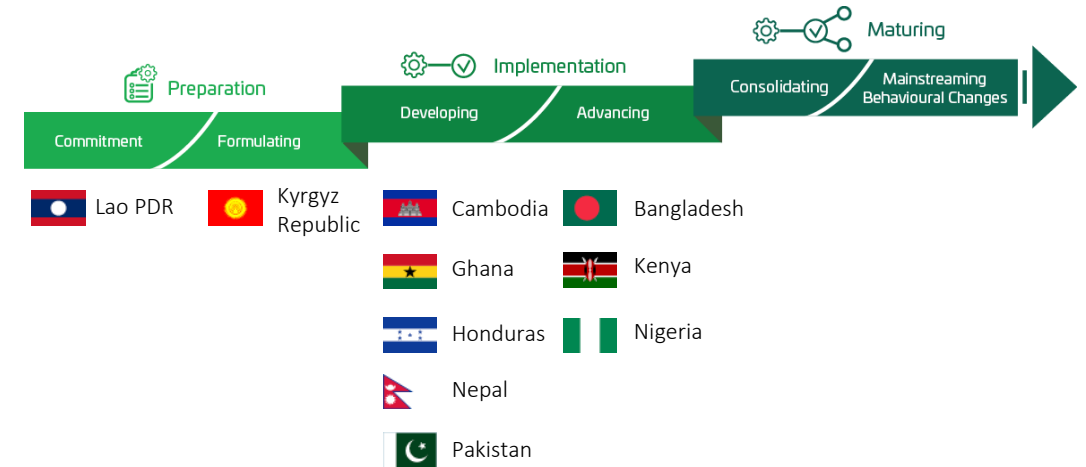 Maturing
Implementation
Preparation
Consolidating
Mainstreaming
Behavioural Changes
Developing
Advancing
Commitment
Formulating
Lao PDR
Kyrgyz
Republic
Cambodia
Bangladesh
Ghana
Kenya
Honduras
Nigeria
Nepal
Pakistan